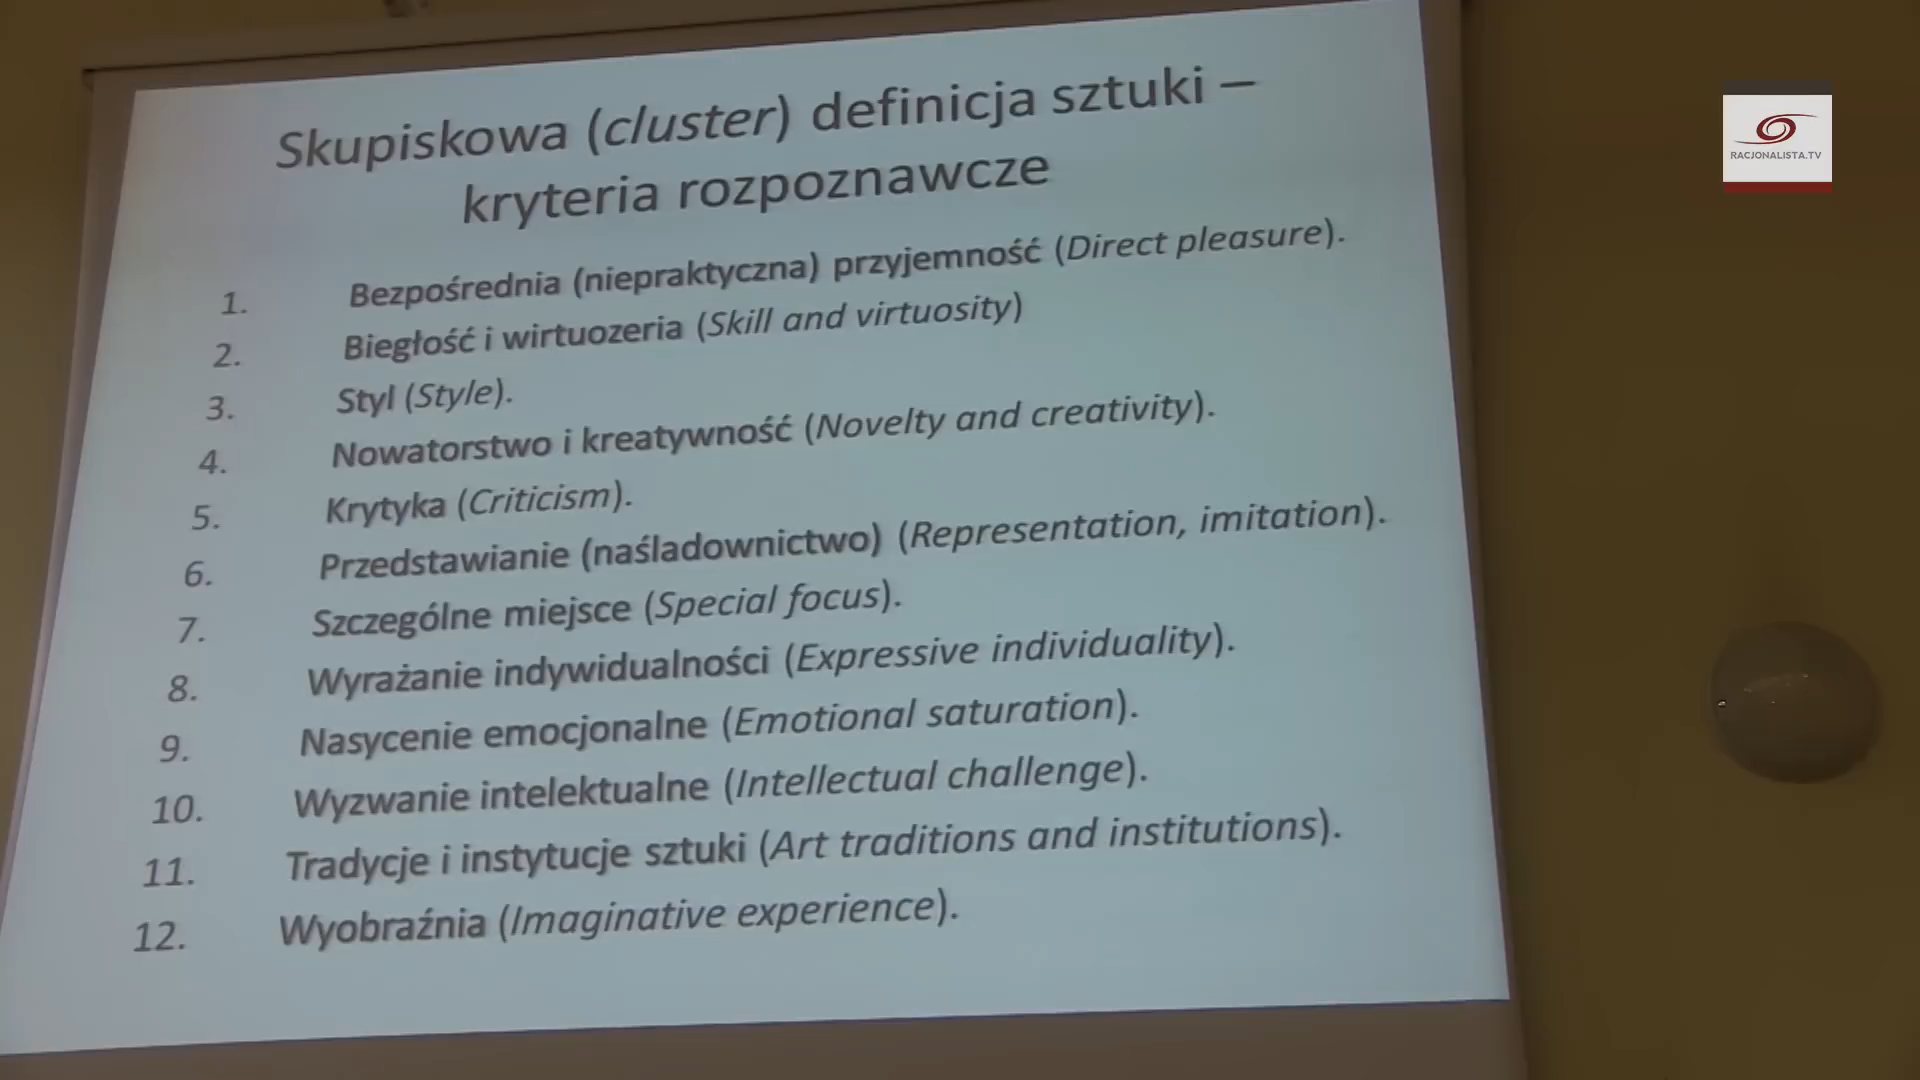 Skupiskowa (cluster) definicja sztuki –
kryteria rozpoznawcze
1. Bezpośrednia (niepraktyczna) przyjemność (Direct pleasure).
2. Biegłość i wirtuozeria (Skill and virtuosity)
3. Styl (Style).
4. Nowatorstwo i kreatywność (Novelty and creativity).
5. Krytyka (Criticism).
6. Przedstawianie (naśladownictwo) (Representation, imitation).
7. Szczególne miejsce (Special focus).
8. Wyrażanie indywidualności (Expressive individuality).
9. Nasycenie emocjonalne (Emotional saturation).
10. Wyzwanie intelektualne (Intellectual challenge).
11. Tradycje i instytucje sztuki (Art traditions and institutions).
12. Wyobraźnia (Imaginative experience).
RACJONALISTA.TV